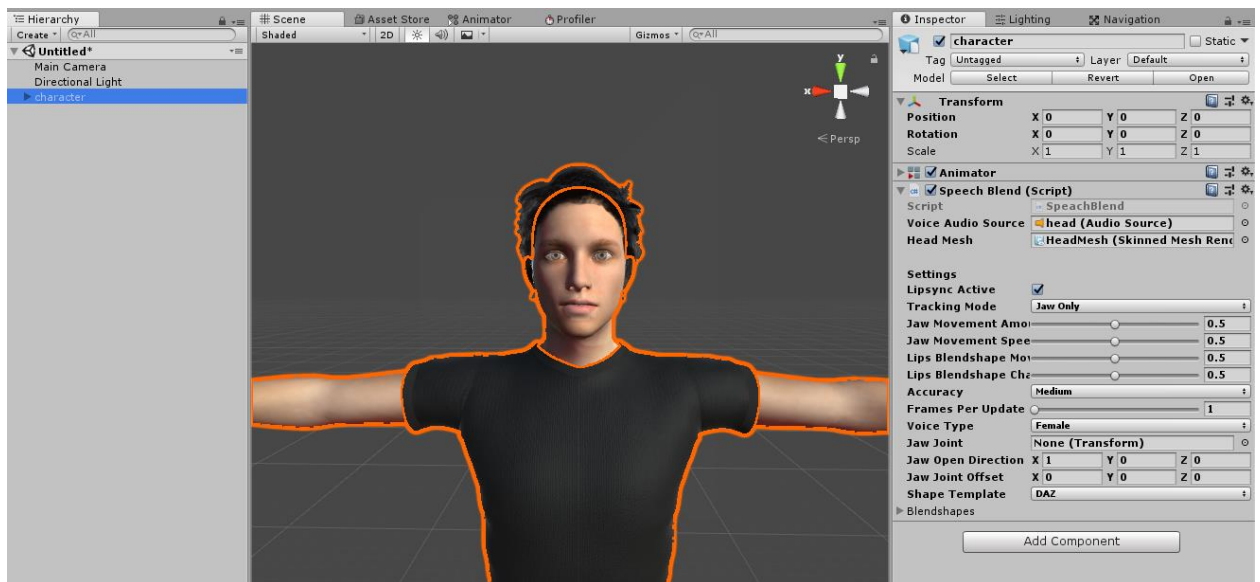 Hierarchy
Create All
Untitled*
Main Camera
Directional Light
character
Scene Asset Store Animator Profiler
Shaded 2D Gizmos All
y
x
Persp
Inspector Lighting Navigation
character Static
Tag Untagged Layer Default
Model Select Revert Open
Transform
Position X 0 Y 0 Z 0
Rotation X 0 Y 0 Z 0
Scale X 1 Y 1 Z 1
Animator
Speech Blend (Script)
Script SpeachBlend
Voice Audio Source head (Audio Source)
Head Mesh HeadMesh (Skinned Mesh Rend
Settings
Lipsync Active
Tracking Mode Jaw Only
Jaw Movement Amo 0.5
Jaw Movement Spee 0.5
Lips Blendshape Mov 0.5
Lips Blendshape Cha 0.5
Accuracy Medium
Frames Per Update 1
Voice Type Female
Jaw Joint None (Transform)
Jaw Open Direction X 1 Y 0 Z 0
Jaw Joint Offset X 0 Y 0 Z 0
Shape Template DAZ
Blendshapes
Add Component